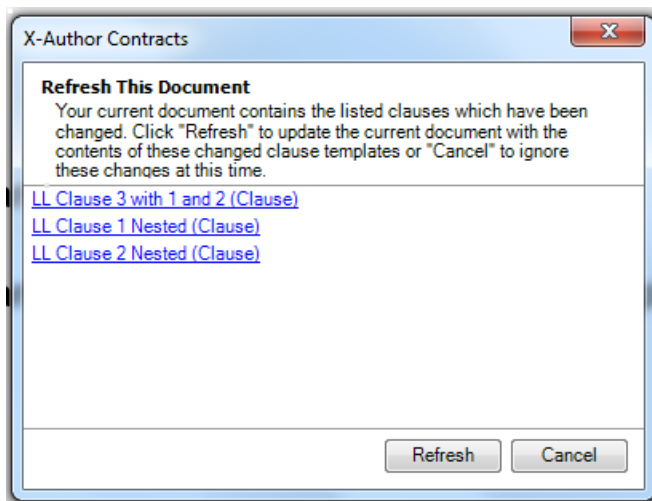 X-Author Contracts
Refresh This Document
Your current document contains the listed clauses which have been
changed. Click "Refresh" to update the current document with the
contents of these changed clause templates or "Cancel" to ignore
these changes at this time.
LL Clause 3 with 1 and 2 (Clause)
LL Clause 1 Nested (Clause)
LL Clause 2 Nested (Clause)
Refresh Cancel